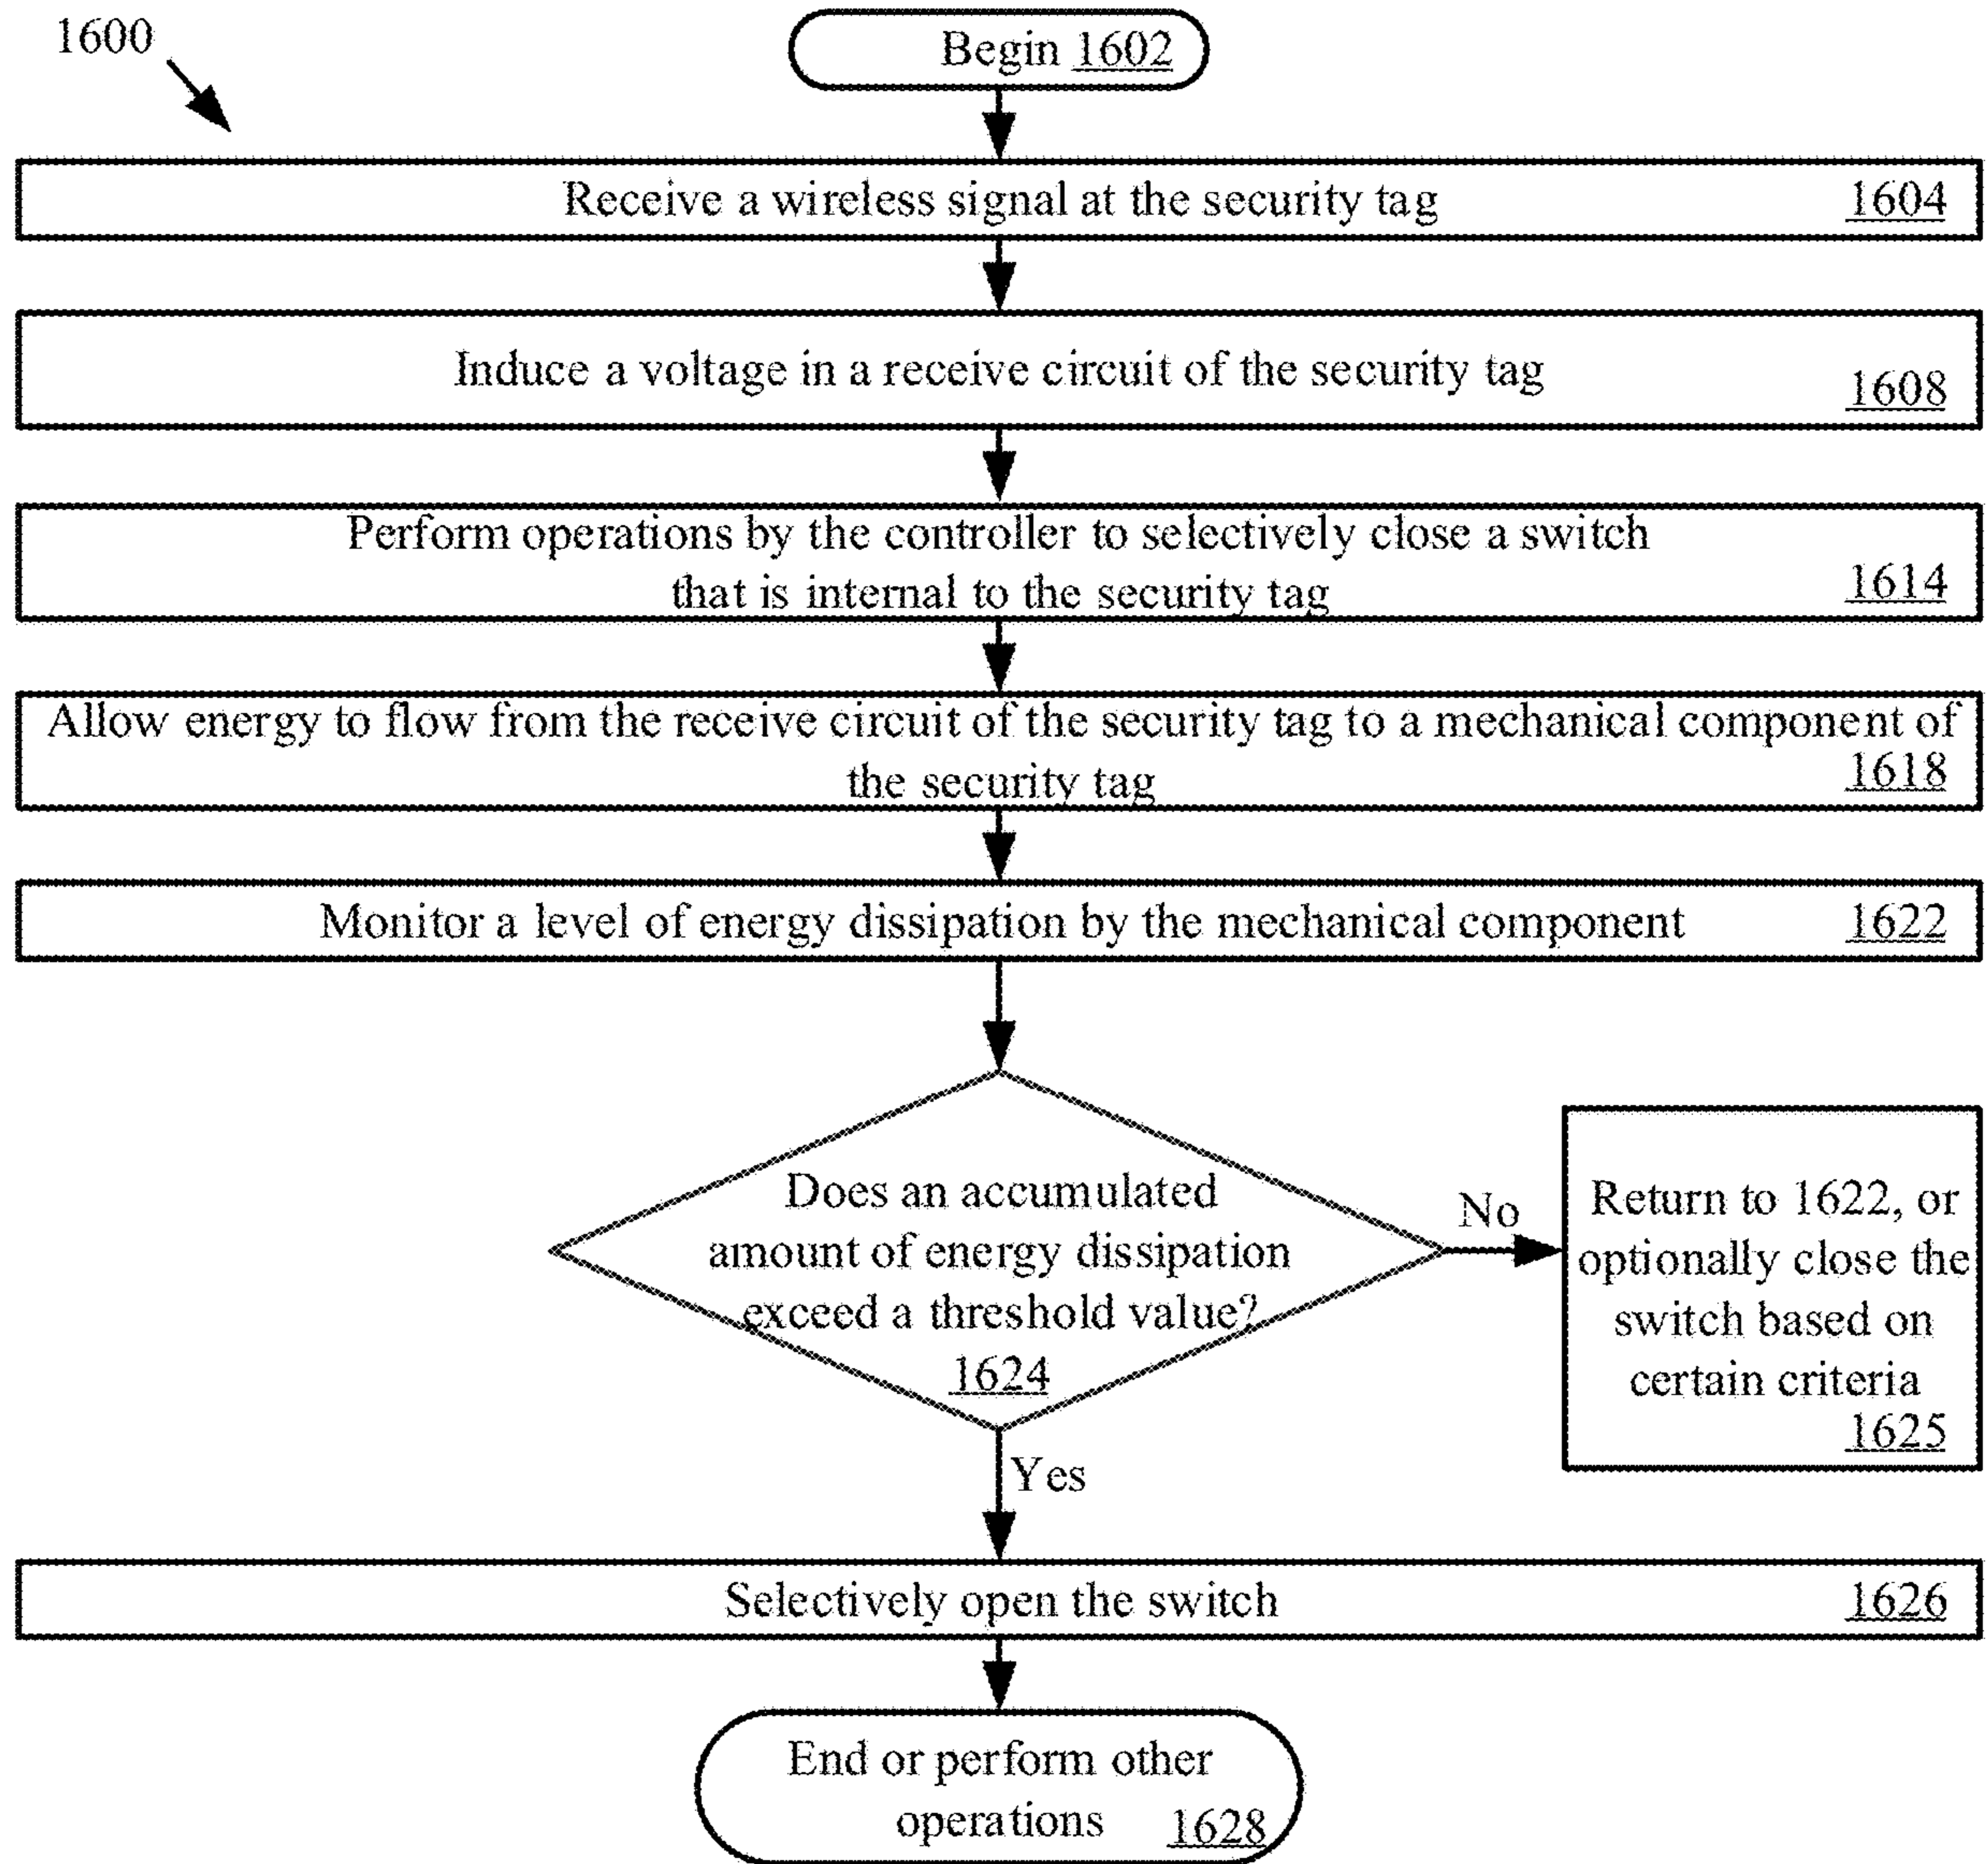 1600
Begin 1602
Receive a wireless signal at the security tag 1604
Induce a voltage in a receive circuit of the security tag 1608
Perform operations by the controller to selectively close a switch
that is internal to the security tag 1614
Allow energy to flow from the receive circuit of the security tag to a mechanical component of
the security tag 1618
Monitor a level of energy dissipation by the mechanical component 1622
Does an accumulated
amount of energy dissipation
exceed a threshold value?
1624
No
Return to 1622, or
optionally close the
switch based on
certain criteria
1625
Yes
Selectively open the switch 1626
End or perform other
operations 1628